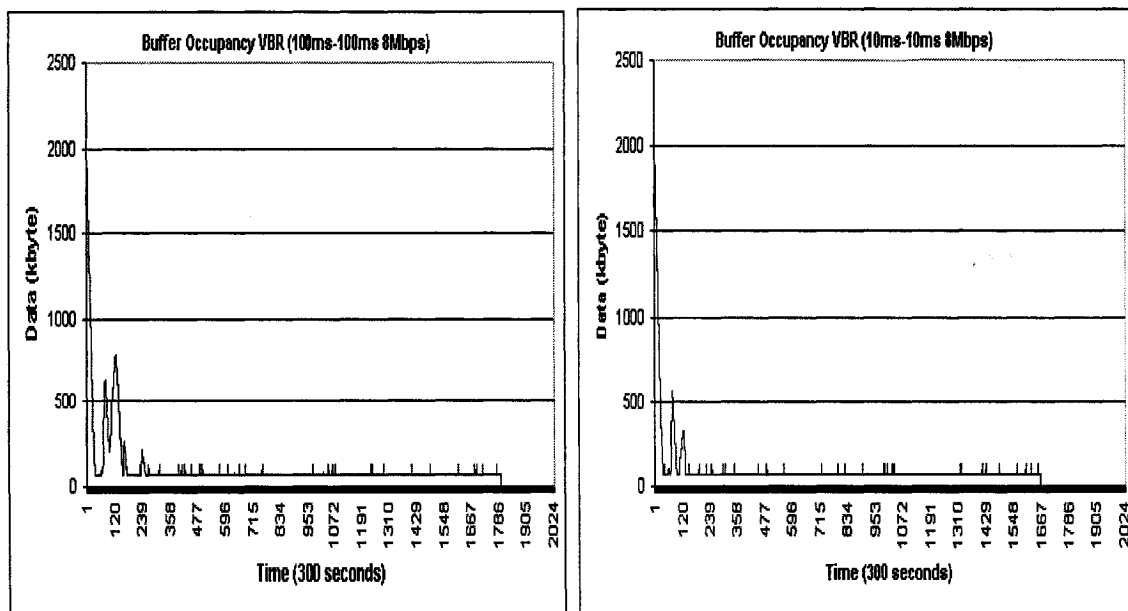 Buffer Occupancy VBR (100ms-100ms 8Mbps)
Data (kbyte)
2500
2000
1500
1000
500
0
1 120 239 358 477 596 715 834 953 1072 1191 1310 1429 1548 1667 1786 1905 2024
Time (300 seconds)
Buffer Occupancy VBR (10ms-10ms 8Mbps)
Data (kbyte)
2500
2000
1500
1000
500
0
1 120 239 358 477 596 715 834 953 1072 1191 1310 1429 1548 1667 1786 1905 2024
Time (300 seconds)